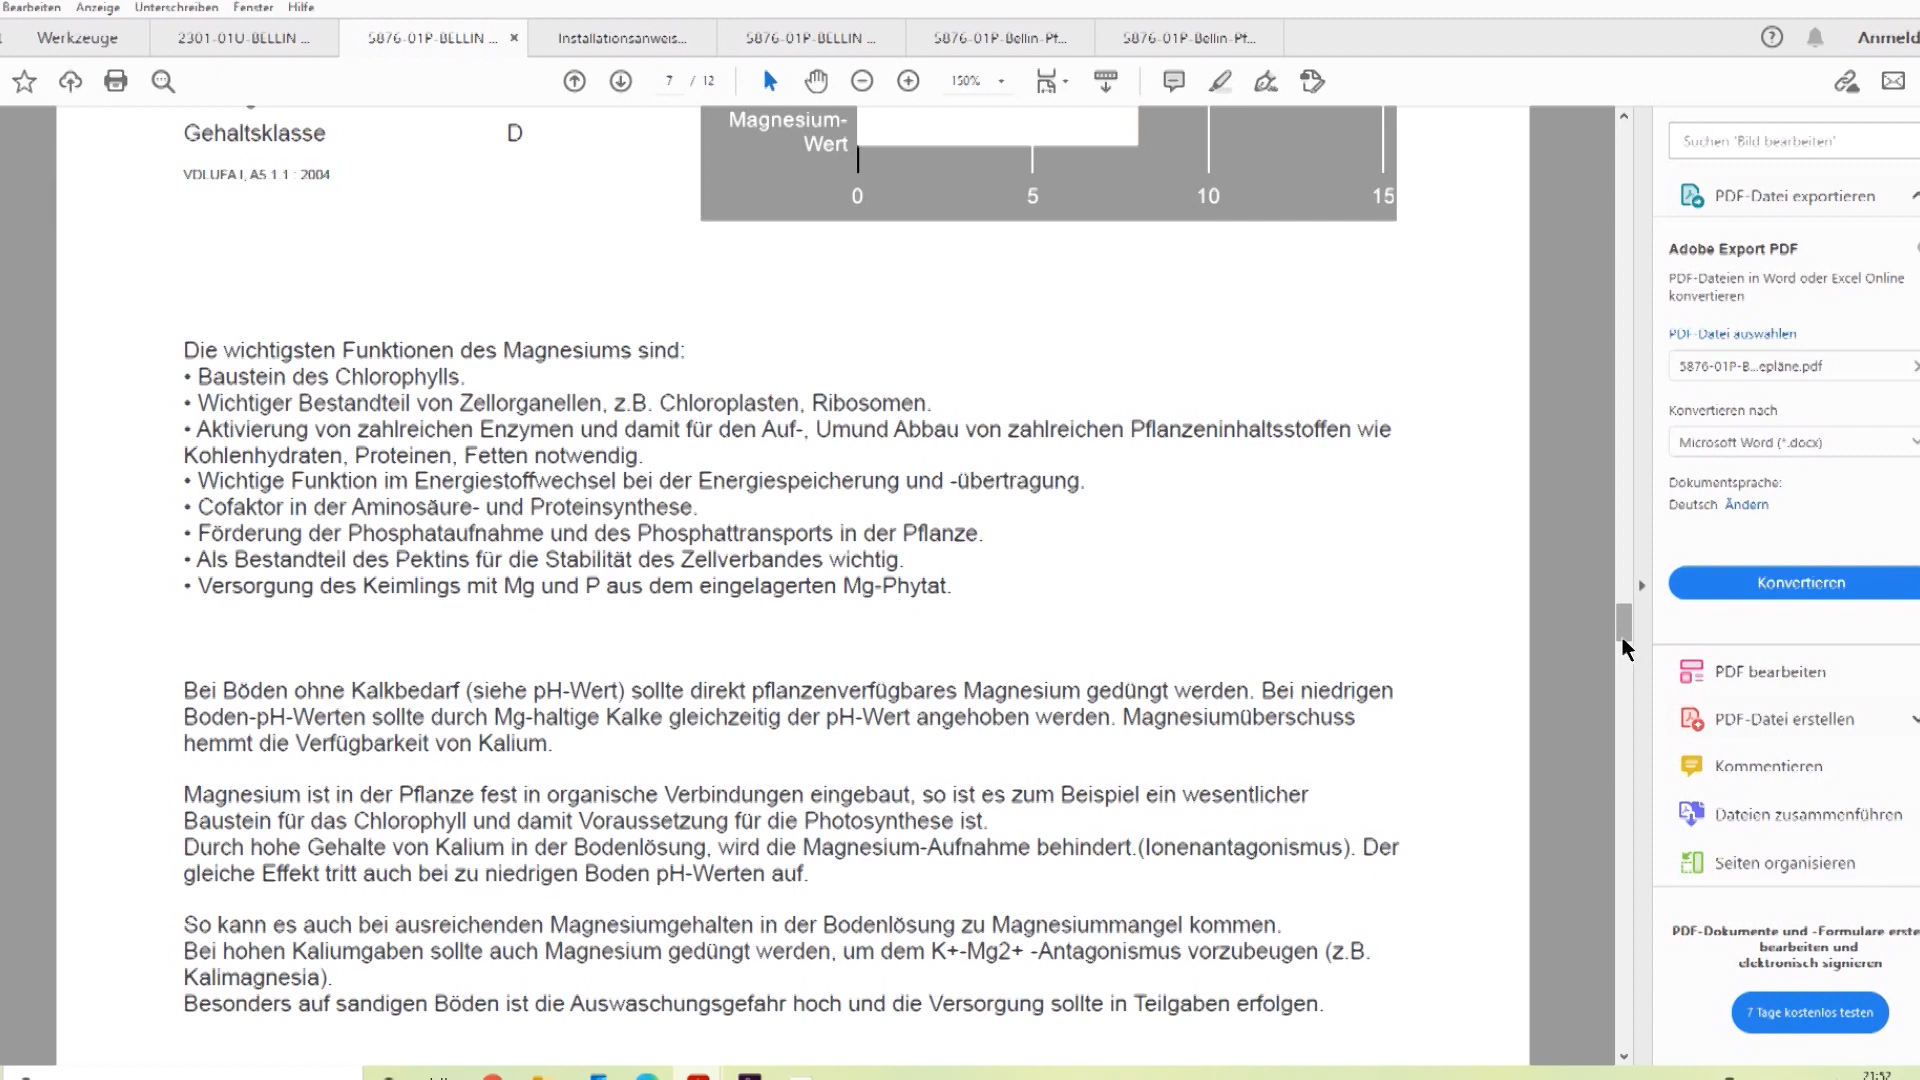 Bearbeiten Anzeige Unterschreiben Fenster Hilfe
Werkzeuge 2301-01U-BELLIN ... 5876-01P-BELLIN ... × Installationsanweis... 5876-01P-BELLIN ... 5876-01P-Bellin-Pf... 5876-01P-Bellin-Pf... Anmeld
7 / 12 150%
Magnesium-
Wert
0 5 10 15
Gehaltsklasse D
VDLUFA I, A5.1.1 : 2004
Die wichtigsten Funktionen des Magnesiums sind:
• Baustein des Chlorophylls.
• Wichtiger Bestandteil von Zellorganellen, z.B. Chloroplasten, Ribosomen.
• Aktivierung von zahlreichen Enzymen und damit für den Auf-, Umund Abbau von zahlreichen Pflanzeninhaltsstoffen wie
Kohlenhydraten, Proteinen, Fetten notwendig.
• Wichtige Funktion im Energiestoffwechsel bei der Energiespeicherung und -übertragung.
• Cofaktor in der Aminosäure- und Proteinsynthese.
• Förderung der Phosphataufnahme und des Phosphattransports in der Pflanze.
• Als Bestandteil des Pektins für die Stabilität des Zellverbandes wichtig.
• Versorgung des Keimlings mit Mg und P aus dem eingelagerten Mg-Phytat.
Bei Böden ohne Kalkbedarf (siehe pH-Wert) sollte direkt pflanzenverfügbares Magnesium gedüngt werden. Bei niedrigen
Boden-pH-Werten sollte durch Mg-haltige Kalke gleichzeitig der pH-Wert angehoben werden. Magnesiumüberschuss
hemmt die Verfügbarkeit von Kalium.
Magnesium ist in der Pflanze fest in organische Verbindungen eingebaut, so ist es zum Beispiel ein wesentlicher
Baustein für das Chlorophyll und damit Voraussetzung für die Photosynthese ist.
Durch hohe Gehalte von Kalium in der Bodenlösung, wird die Magnesium-Aufnahme behindert.(Ionenantagonismus). Der
gleiche Effekt tritt auch bei zu niedrigen Boden pH-Werten auf.
So kann es auch bei ausreichenden Magnesiumgehalten in der Bodenlösung zu Magnesiummangel kommen.
Bei hohen Kaliumgaben sollte auch Magnesium gedüngt werden, um dem K+-Mg2+ -Antagonismus vorzubeugen (z.B.
Kalimagnesia).
Besonders auf sandigen Böden ist die Auswaschungsgefahr hoch und die Versorgung sollte in Teilgaben erfolgen.
Suchen 'Bild bearbeiten'
PDF-Datei exportieren
Adobe Export PDF
PDF-Dateien in Word oder Excel Online
konvertieren
PDF-Datei auswählen
5876-01P-B...epläne.pdf
Konvertieren nach
Microsoft Word (*.docx)
Dokumentsprache:
Deutsch Ändern
Konvertieren
PDF bearbeiten
PDF-Datei erstellen
Kommentieren
Dateien zusammenführen
Seiten organisieren
PDF-Dokumente und -Formulare erste
bearbeiten und
elektronisch signieren
7 Tage kostenlos testen
21:52